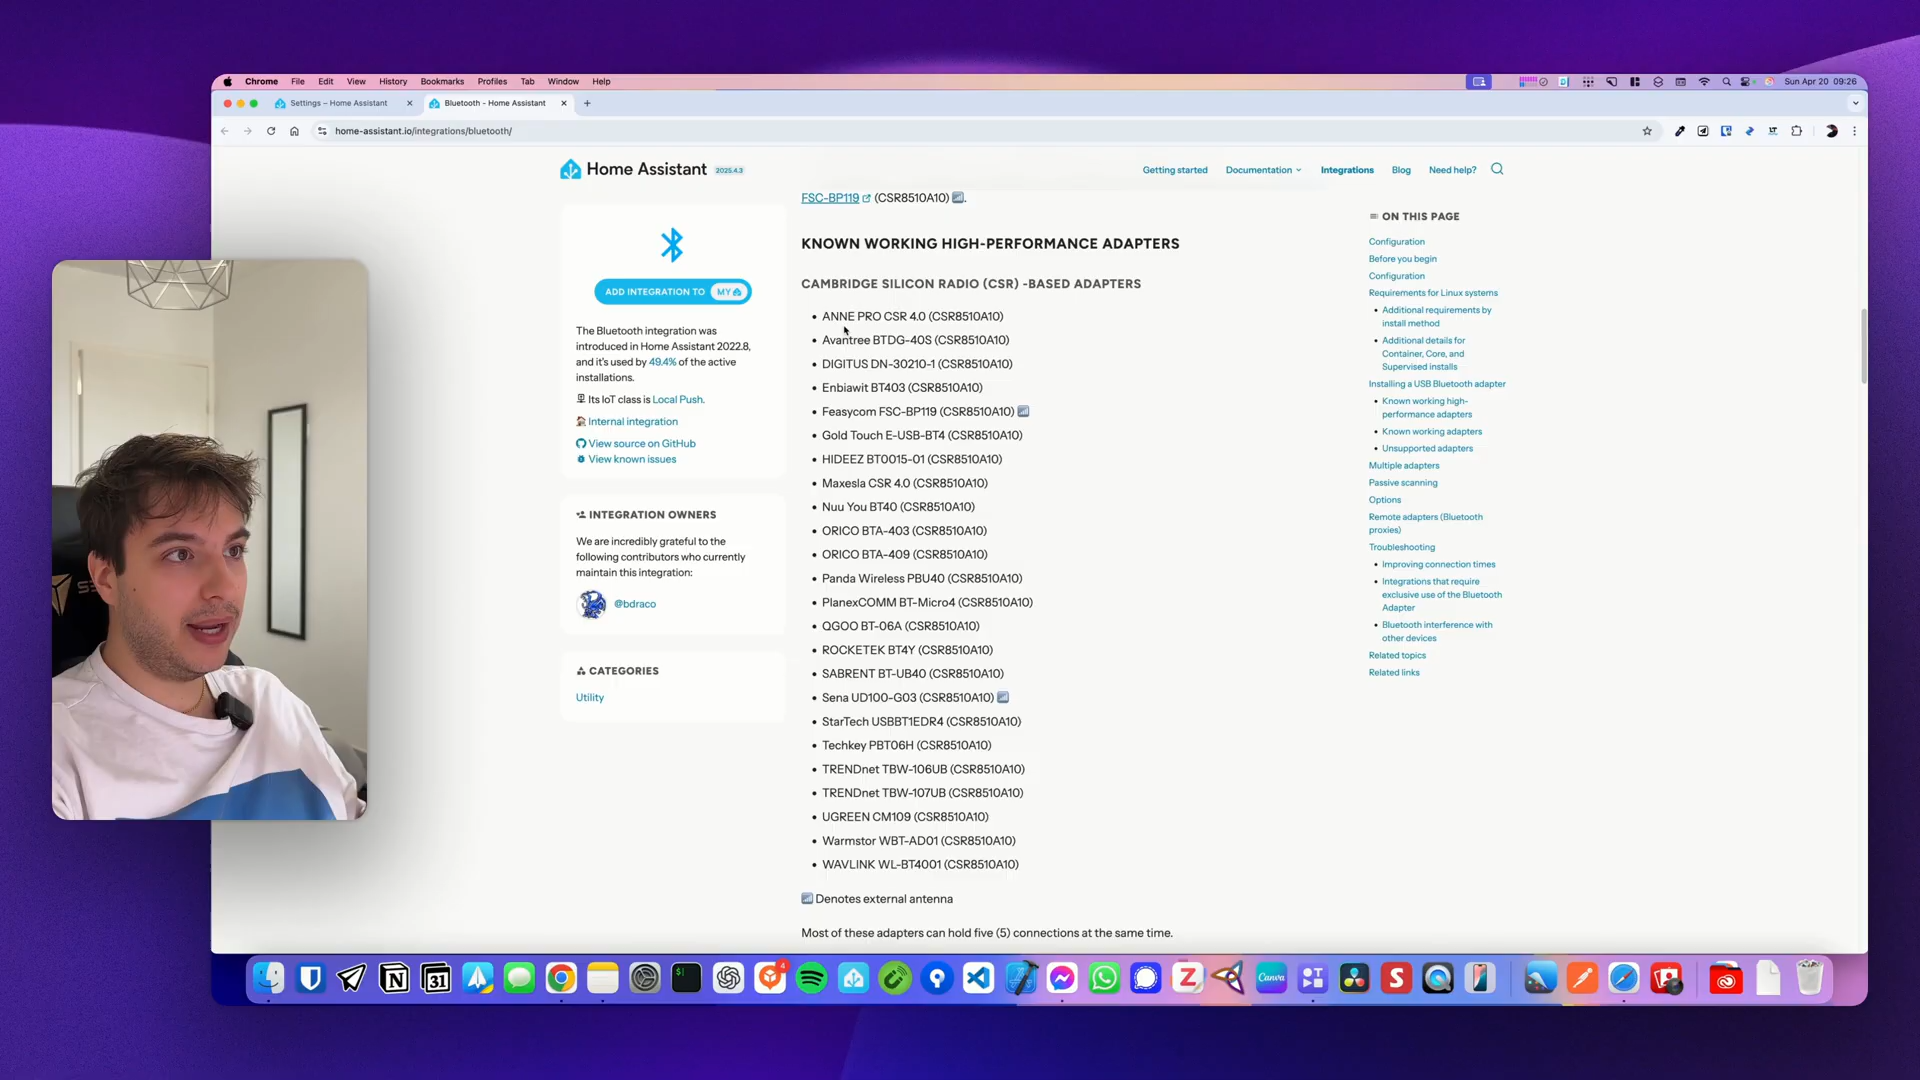 Chrome File Edit View History Bookmarks Profiles Tab Window Help
Sun Apr 20 09:26
Settings – Home Assistant
Bluetooth - Home Assistant
home-assistant.io/integrations/bluetooth/
Home Assistant 2025.4.3
Getting started Documentation Integrations Blog Need help?
ADD INTEGRATION TO MY
The Bluetooth integration was
introduced in Home Assistant 2022.8,
and it's used by 49.4% of the active
installations.
Its IoT class is Local Push.
Internal integration
View source on GitHub
View known issues
INTEGRATION OWNERS
We are incredibly grateful to the
following contributors who currently
maintain this integration:
@bdraco
CATEGORIES
Utility
FSC-BP119 (CSR8510A10) .
KNOWN WORKING HIGH-PERFORMANCE ADAPTERS
CAMBRIDGE SILICON RADIO (CSR) -BASED ADAPTERS
• ANNE PRO CSR 4.0 (CSR8510A10)
• Avantree BTDG-40S (CSR8510A10)
• DIGITUS DN-30210-1 (CSR8510A10)
• Enbiawit BT403 (CSR8510A10)
• Feasycom FSC-BP119 (CSR8510A10)
• Gold Touch E-USB-BT4 (CSR8510A10)
• HIDEEZ BT0015-01 (CSR8510A10)
• Maxesla CSR 4.0 (CSR8510A10)
• Nuu You BT40 (CSR8510A10)
• ORICO BTA-403 (CSR8510A10)
• ORICO BTA-409 (CSR8510A10)
• Panda Wireless PBU40 (CSR8510A10)
• PlanexCOMM BT-Micro4 (CSR8510A10)
• QGOO BT-06A (CSR8510A10)
• ROCKETEK BT4Y (CSR8510A10)
• SABRENT BT-UB40 (CSR8510A10)
• Sena UD100-G03 (CSR8510A10)
• StarTech USBBT1EDR4 (CSR8510A10)
• Techkey PBT06H (CSR8510A10)
• TRENDnet TBW-106UB (CSR8510A10)
• TRENDnet TBW-107UB (CSR8510A10)
• UGREEN CM109 (CSR8510A10)
• Warmstor WBT-AD01 (CSR8510A10)
• WAVLINK WL-BT4001 (CSR8510A10)
Denotes external antenna
Most of these adapters can hold five (5) connections at the same time.
ON THIS PAGE
Configuration
Before you begin
Configuration
Requirements for Linux systems
• Additional requirements by
install method
• Additional details for
Container, Core, and
Supervised installs
Installing a USB Bluetooth adapter
• Known working high-
performance adapters
• Known working adapters
• Unsupported adapters
Multiple adapters
Passive scanning
Options
Remote adapters (Bluetooth
proxies)
Troubleshooting
• Improving connection times
• Integrations that require
exclusive use of the Bluetooth
Adapter
• Bluetooth interference with
other devices
Related topics
Related links
31
4
Canva